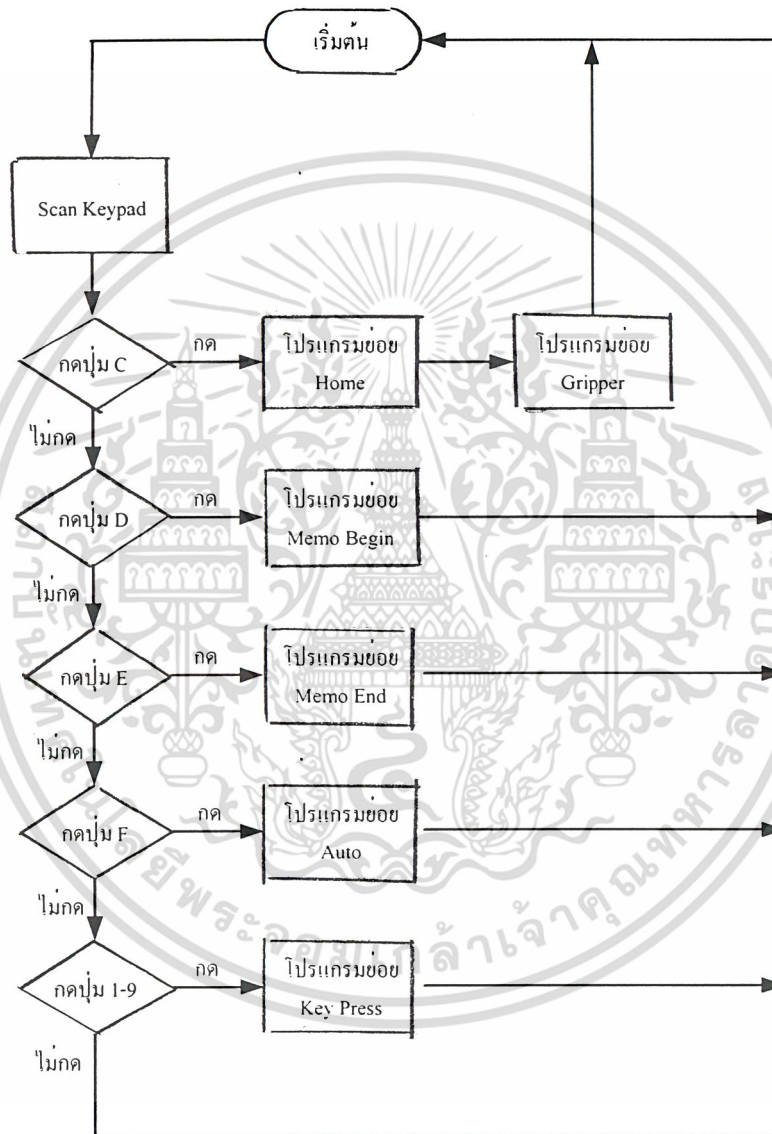 เริ่มต้น
Scan Keypad
กดปุ่ม C
กด
โปรแกรมย่อย
Home
โปรแกรมย่อย
Gripper
ไม่กด
กดปุ่ม D
กด
โปรแกรมย่อย
Memo Begin
ไม่กด
กดปุ่ม E
กด
โปรแกรมย่อย
Memo End
ไม่กด
กดปุ่ม F
กด
โปรแกรมย่อย
Auto
ไม่กด
กดปุ่ม 1-9
กด
โปรแกรมย่อย
Key Press
ไม่กด